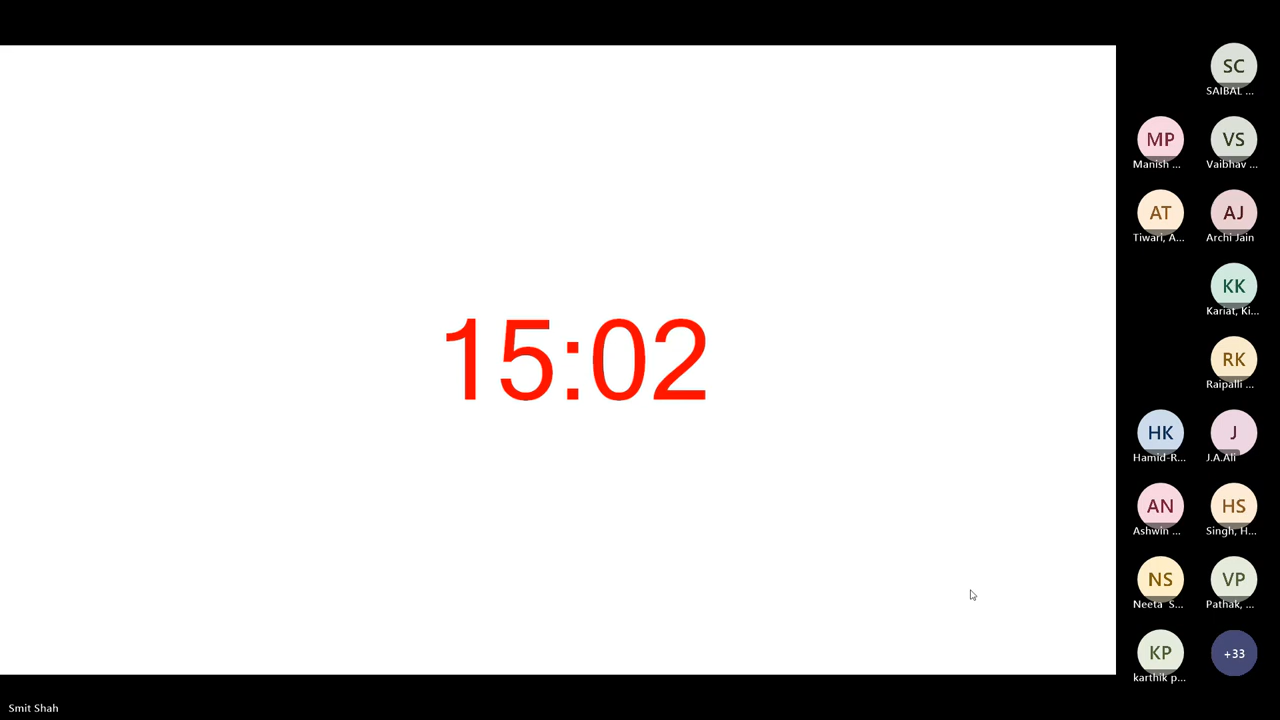 15:02
SC
SAIBAL ...
MP
Manish ...
VS
Vaibhav ...
AT
Tiwari, A...
AJ
Archi Jain
KK
Kariat, Ki...
RK
Raipalli ...
HK
Hamid-R...
J
J.A.Ali
AN
Ashwin ...
HS
Singh, H...
NS
Neeta S...
VP
Pathak, ...
KP
karthik p...
+33
Smit Shah